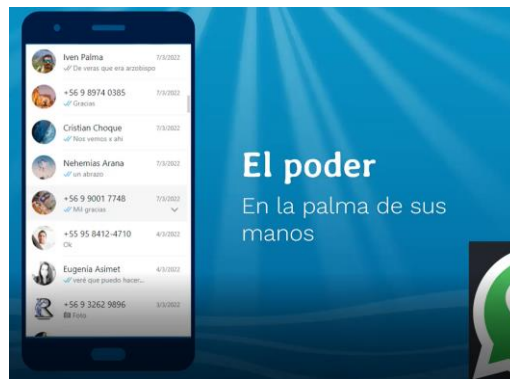 Iven Palma 7/3/2022
De veras que era arzobispo
+56 9 8974 0385 7/3/2022
Gracias
Cristian Choque 7/3/2022
Nos vemos x ahi
Nehemias Arana 7/3/2022
un abrazo
+56 9 9001 7748 7/3/2022
Mil gracias
+55 95 8412-4710 4/3/2022
Ok
Eugenia Asimet 4/3/2022
veré que puedo hacer...
+56 9 3262 9896 3/3/2022
Foto
El poder
En la palma de sus
manos